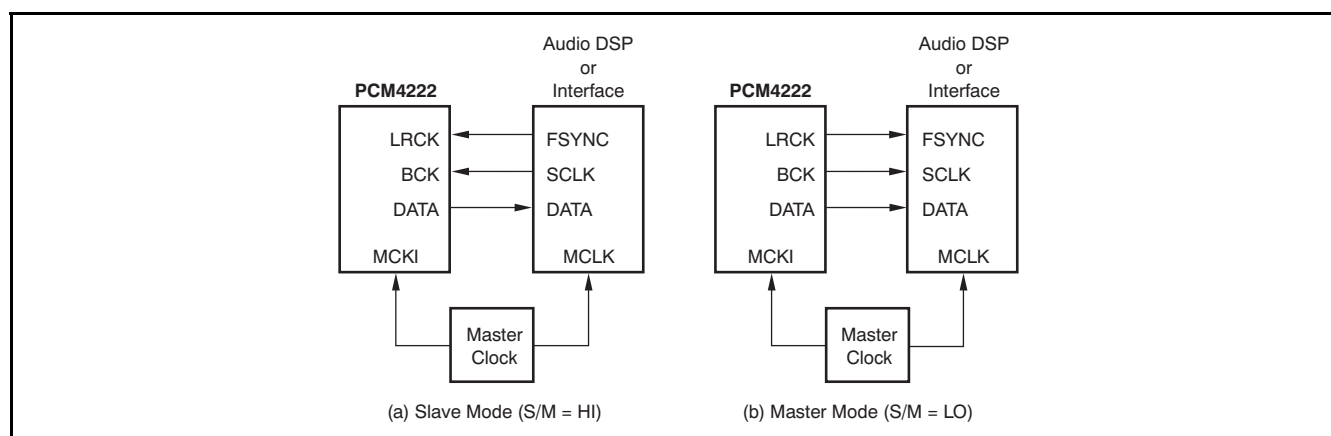 Audio DSP
or
Interface
PCM4222
LRCK
FSYNC
BCK
SCLK
DATA
DATA
MCKI
MCLK
Master
Clock
(a) Slave Mode (S/M = HI)
Audio DSP
or
Interface
PCM4222
LRCK
FSYNC
BCK
SCLK
DATA
DATA
MCKI
MCLK
Master
Clock
(b) Master Mode (S/M = LO)